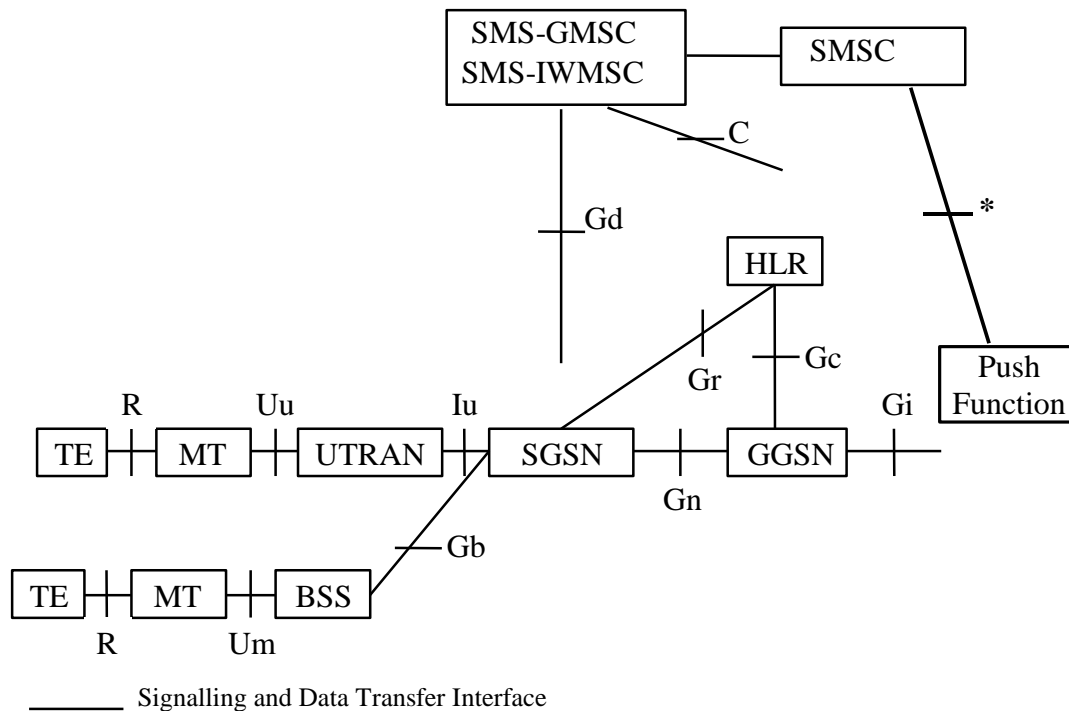 SMS-GMSC
SMS-IWMSC
SMSC
C
*
Gd
HLR
Gr
Gc
Push
Function
R
Uu
Iu
Gi
TE
MT
UTRAN
SGSN
GGSN
Gn
Gb
TE
MT
BSS
R
Um
Signalling and Data Transfer Interface